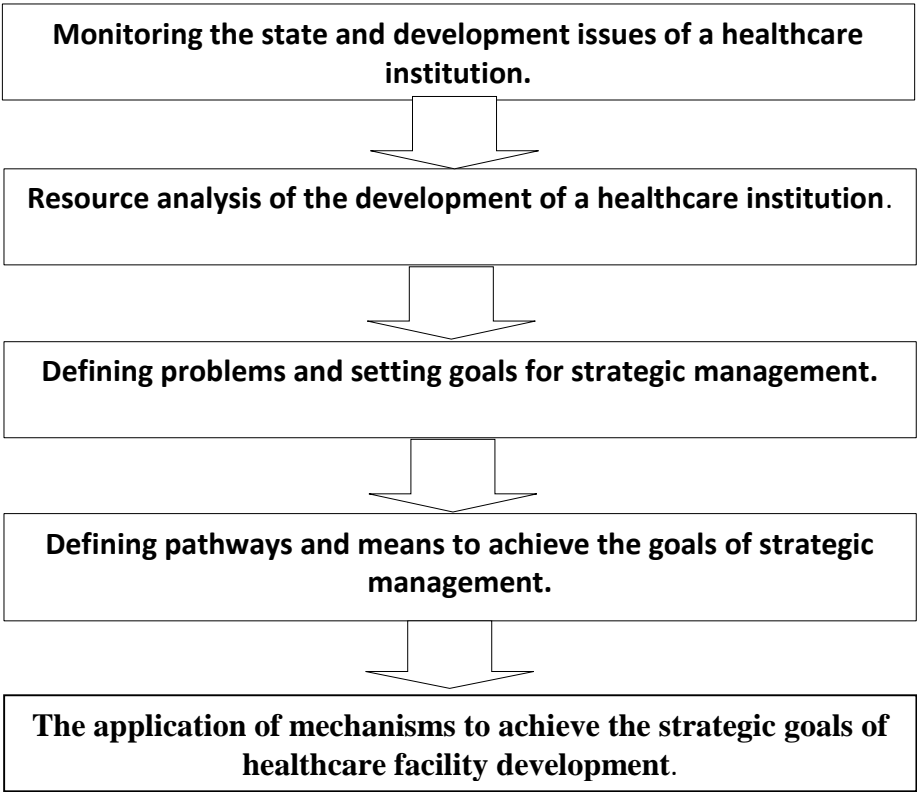 Monitoring the state and development issues of a healthcare
institution.
Resource analysis of the development of a healthcare institution.
Defining problems and setting goals for strategic management.
Defining pathways and means to achieve the goals of strategic
management.
The application of mechanisms to achieve the strategic goals of
healthcare facility development.